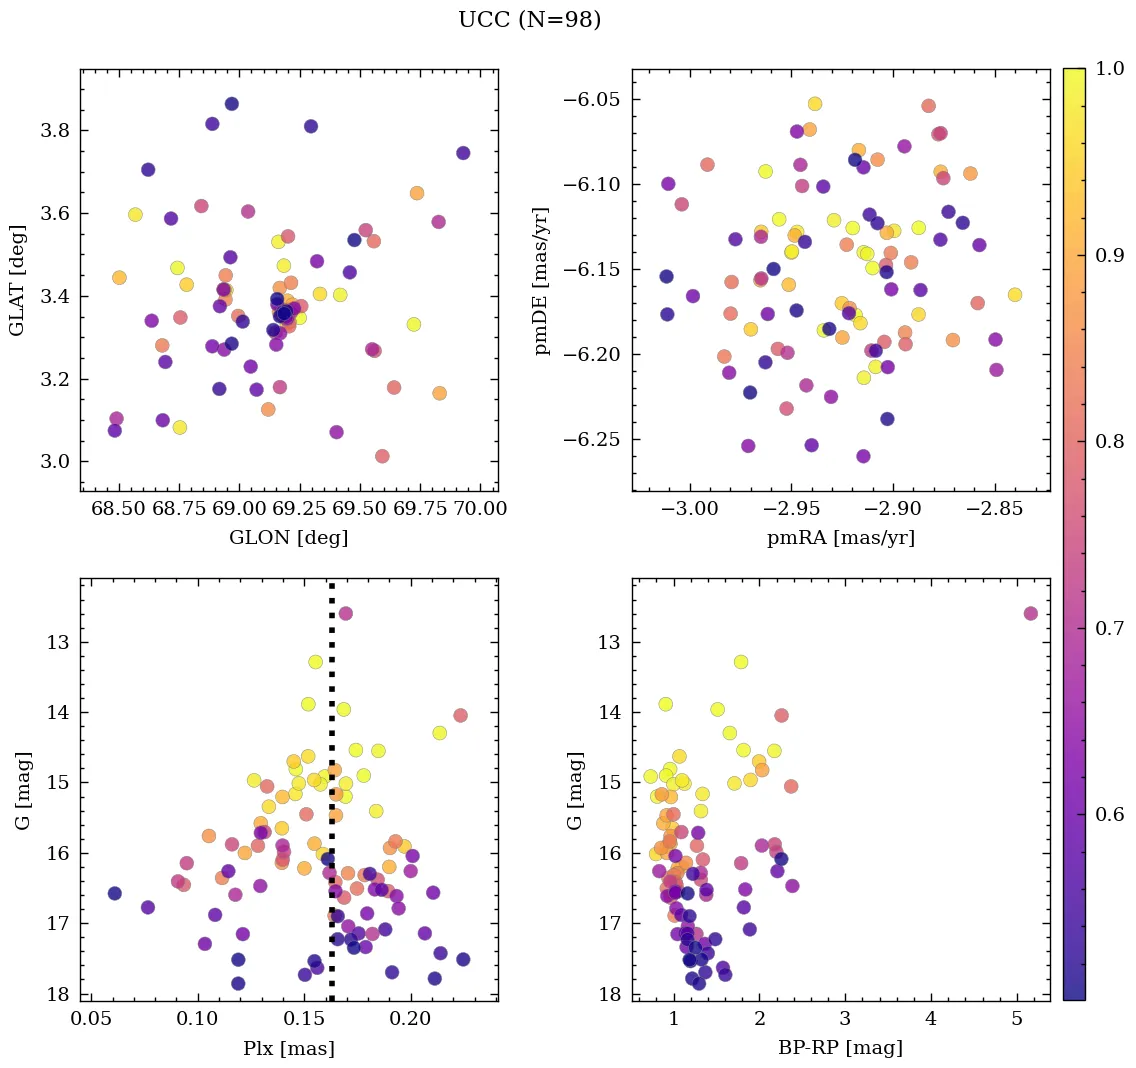 UCC (N=98)
3.8
3.6
3.4
3.2
3.0
GLAT [deg]
68.50 68.75 69.00 69.25 69.50 69.75 70.00
GLON [deg]
−6.05
−6.10
−6.15
−6.20
−6.25
pmDE [mas/yr]
−3.00 −2.95 −2.90 −2.85
pmRA [mas/yr]
1.0
0.9
0.8
0.7
0.6
13
14
15
16
17
18
G [mag]
0.05 0.10 0.15 0.20
Plx [mas]
13
14
15
16
17
18
G [mag]
1 2 3 4 5
BP-RP [mag]